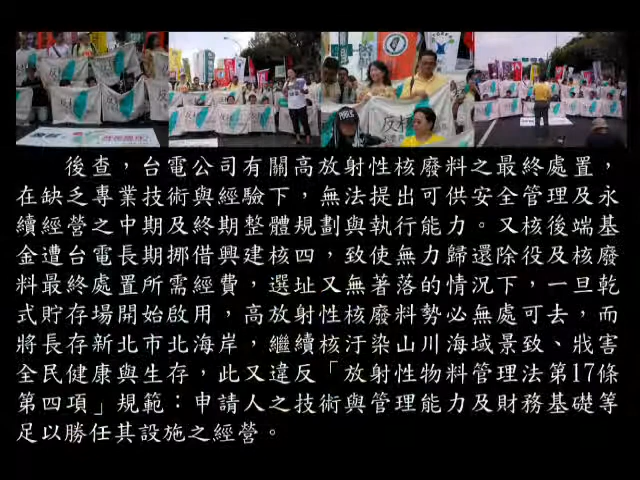 反核
反
後查，台電公司有關高放射性核廢料之最終處置，
在缺乏專業技術與經驗下，無法提出可供安全管理及永
續經營之中期及終期整體規劃與執行能力。又核後端基
金遭台電長期挪借興建核四，致使無力歸還除役及核廢
料最終處置所需經費，選址又無著落的情況下，一旦乾
式貯存場開始啟用，高放射性核廢料勢必無處可去，而
將長存新北市北海岸，繼續核汙染山川海域景致、戕害
全民健康與生存，此又違反「放射性物料管理法第17條
第四項」規範：申請人之技術與管理能力及財務基礎等
足以勝任其設施之經營。